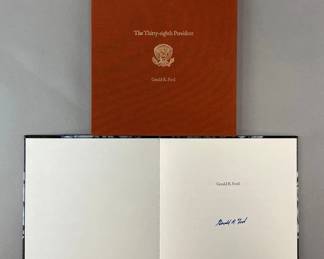 The Thirty-eighth President
Gerald R. Ford
Gerald R. Ford
Gerald R. Ford